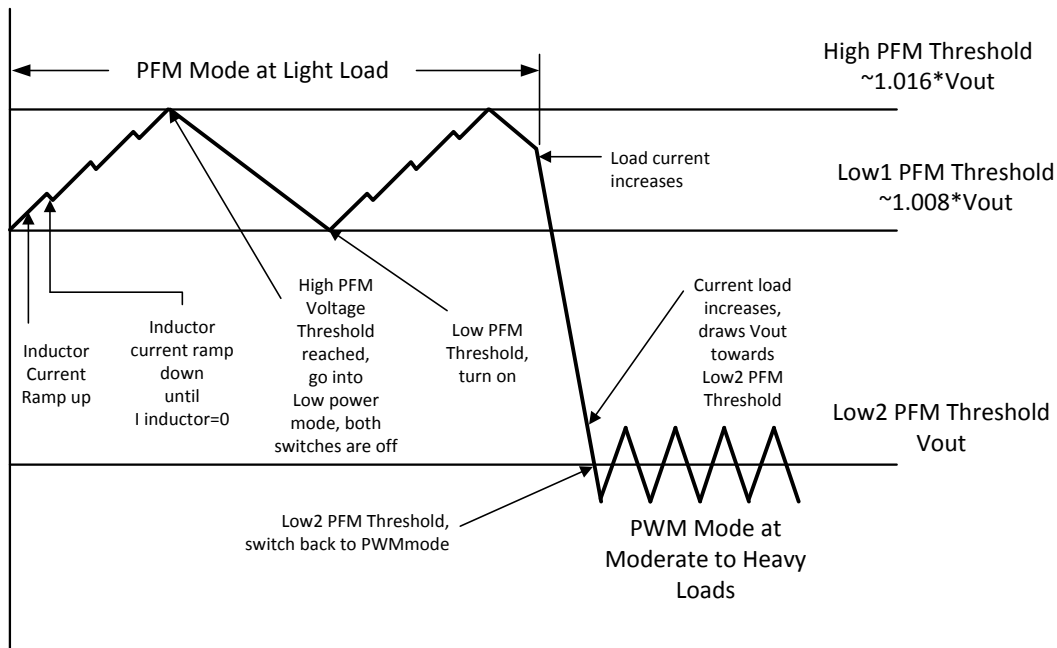 High PFM Threshold
~1.016*Vout
PFM Mode at Light Load
Load current
increases
Low1 PFM Threshold
~1.008*Vout
Inductor
Current
Ramp up
Inductor
current ramp
down
until
I inductor=0
High PFM
Voltage
Threshold
reached,
go into
Low power
mode, both
switches are off
Low PFM
Threshold,
turn on
Current load
increases,
draws Vout
towards
Low2 PFM
Threshold
Low2 PFM Threshold
Vout
Low2 PFM Threshold,
switch back to PWMmode
PWM Mode at
Moderate to Heavy
Loads